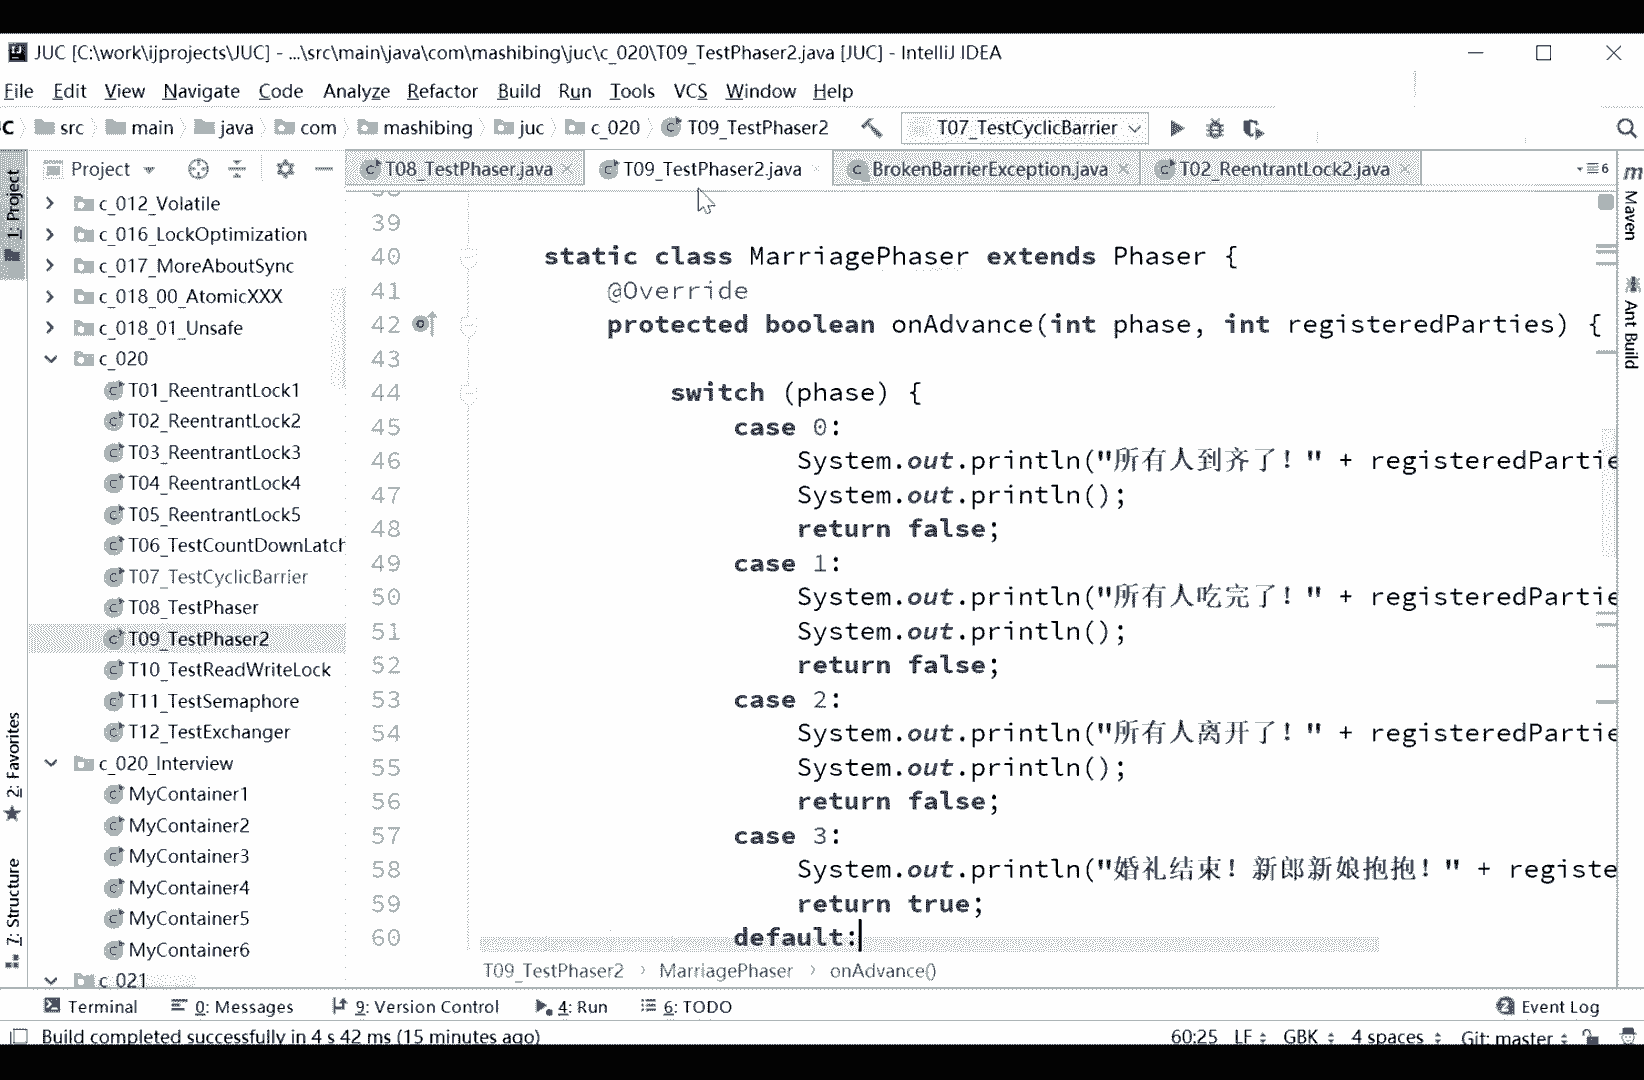 JUC [C:\work\ijprojects\JUC] - ...\src\main\java\com\mashibing\juc\c_020\T09_TestPhaser2.java [JUC] - IntelliJ IDEA
File Edit View Navigate Code Analyze Refactor Build Run Tools VCS Window Help
C src main java com mashibing juc c_020 T09_TestPhaser2 T07_TestCyclicBarrier
1: Project
Project
T08_TestPhaser.java T09_TestPhaser2.java BrokenBarrierException.java T02_ReentrantLock2.java 6
m Maven
Ant Build
c_012_Volatile
c_016_LockOptimization
c_017_MoreAboutSync
c_018_00_AtomicXXX
c_018_01_Unsafe
c_020
T01_ReentrantLock1
T02_ReentrantLock2
T03_ReentrantLock3
T04_ReentrantLock4
T05_ReentrantLock5
T06_TestCountDownLatch
T07_TestCyclicBarrier
T08_TestPhaser
T09_TestPhaser2
T10_TestReadWriteLock
T11_TestSemaphore
T12_TestExchanger
c_020_Interview
MyContainer1
MyContainer2
MyContainer3
MyContainer4
MyContainer5
MyContainer6
c_021
2: Favorites
7: Structure
39
40 static class MarriagePhaser extends Phaser {
41 @Override
42 protected boolean onAdvance(int phase, int registeredParties) {
43
44 switch (phase) {
45 case 0:
46 System.out.println("所有人到齐了！" + registeredPartie
47 System.out.println();
48 return false;
49 case 1:
50 System.out.println("所有人吃完了！" + registeredPartie
51 System.out.println();
52 return false;
53 case 2:
54 System.out.println("所有人离开了！" + registeredPartie
55 System.out.println();
56 return false;
57 case 3:
58 System.out.println("婚礼结束！新郎新娘抱抱！" + registe
59 return true;
60 default:
T09_TestPhaser2 › MarriagePhaser › onAdvance()
Terminal 0: Messages 9: Version Control 4: Run 6: TODO 2 Event Log
Build completed successfully in 4 s 42 ms (15 minutes ago) 60:25 LF GBK 4 spaces Git: master